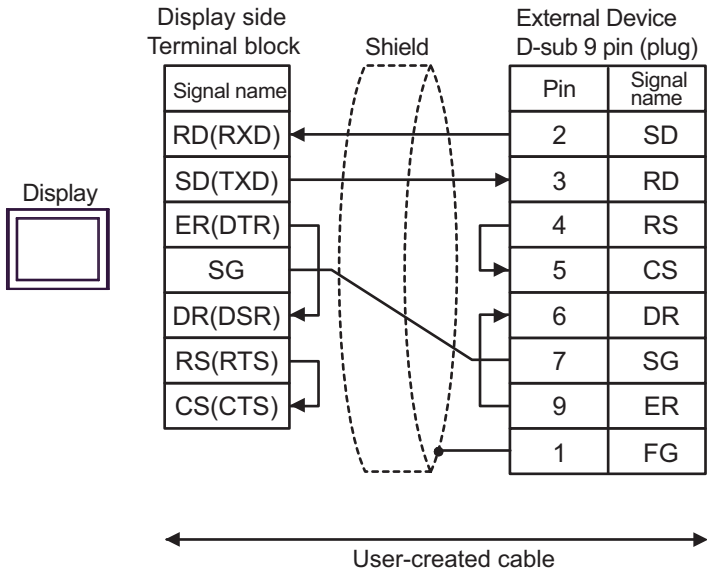 Display side
Terminal block
Shield
External Device
D-sub 9 pin (plug)
Signal name
Pin
Signal
name
RD(RXD)
2
SD
SD(TXD)
3
RD
Display
ER(DTR)
4
RS
SG
5
CS
DR(DSR)
6
DR
RS(RTS)
7
SG
CS(CTS)
9
ER
1
FG
User-created cable